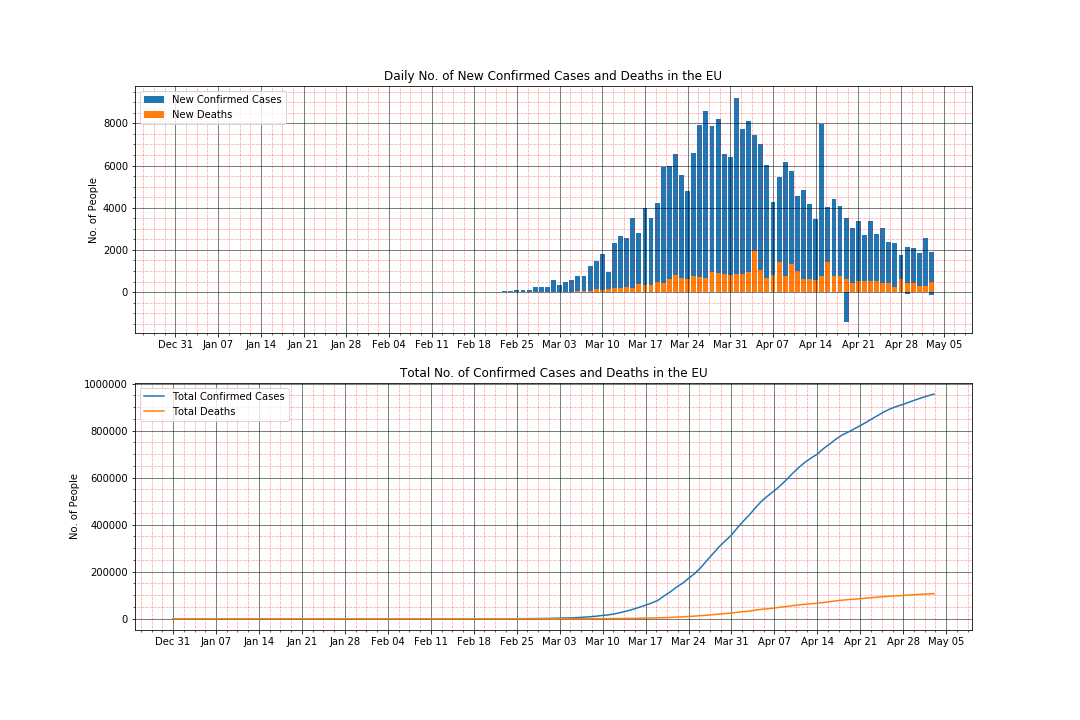 Daily No. of New Confirmed Cases and Deaths in the EU
New Confirmed Cases
New Deaths
No. of People
8000
6000
4000
2000
0
Dec 31 Jan 07 Jan 14 Jan 21 Jan 28 Feb 04 Feb 11 Feb 18 Feb 25 Mar 03 Mar 10 Mar 17 Mar 24 Mar 31 Apr 07 Apr 14 Apr 21 Apr 28 May 05
Total No. of Confirmed Cases and Deaths in the EU
Total Confirmed Cases
Total Deaths
No. of People
1000000
800000
600000
400000
200000
0
Dec 31 Jan 07 Jan 14 Jan 21 Jan 28 Feb 04 Feb 11 Feb 18 Feb 25 Mar 03 Mar 10 Mar 17 Mar 24 Mar 31 Apr 07 Apr 14 Apr 21 Apr 28 May 05